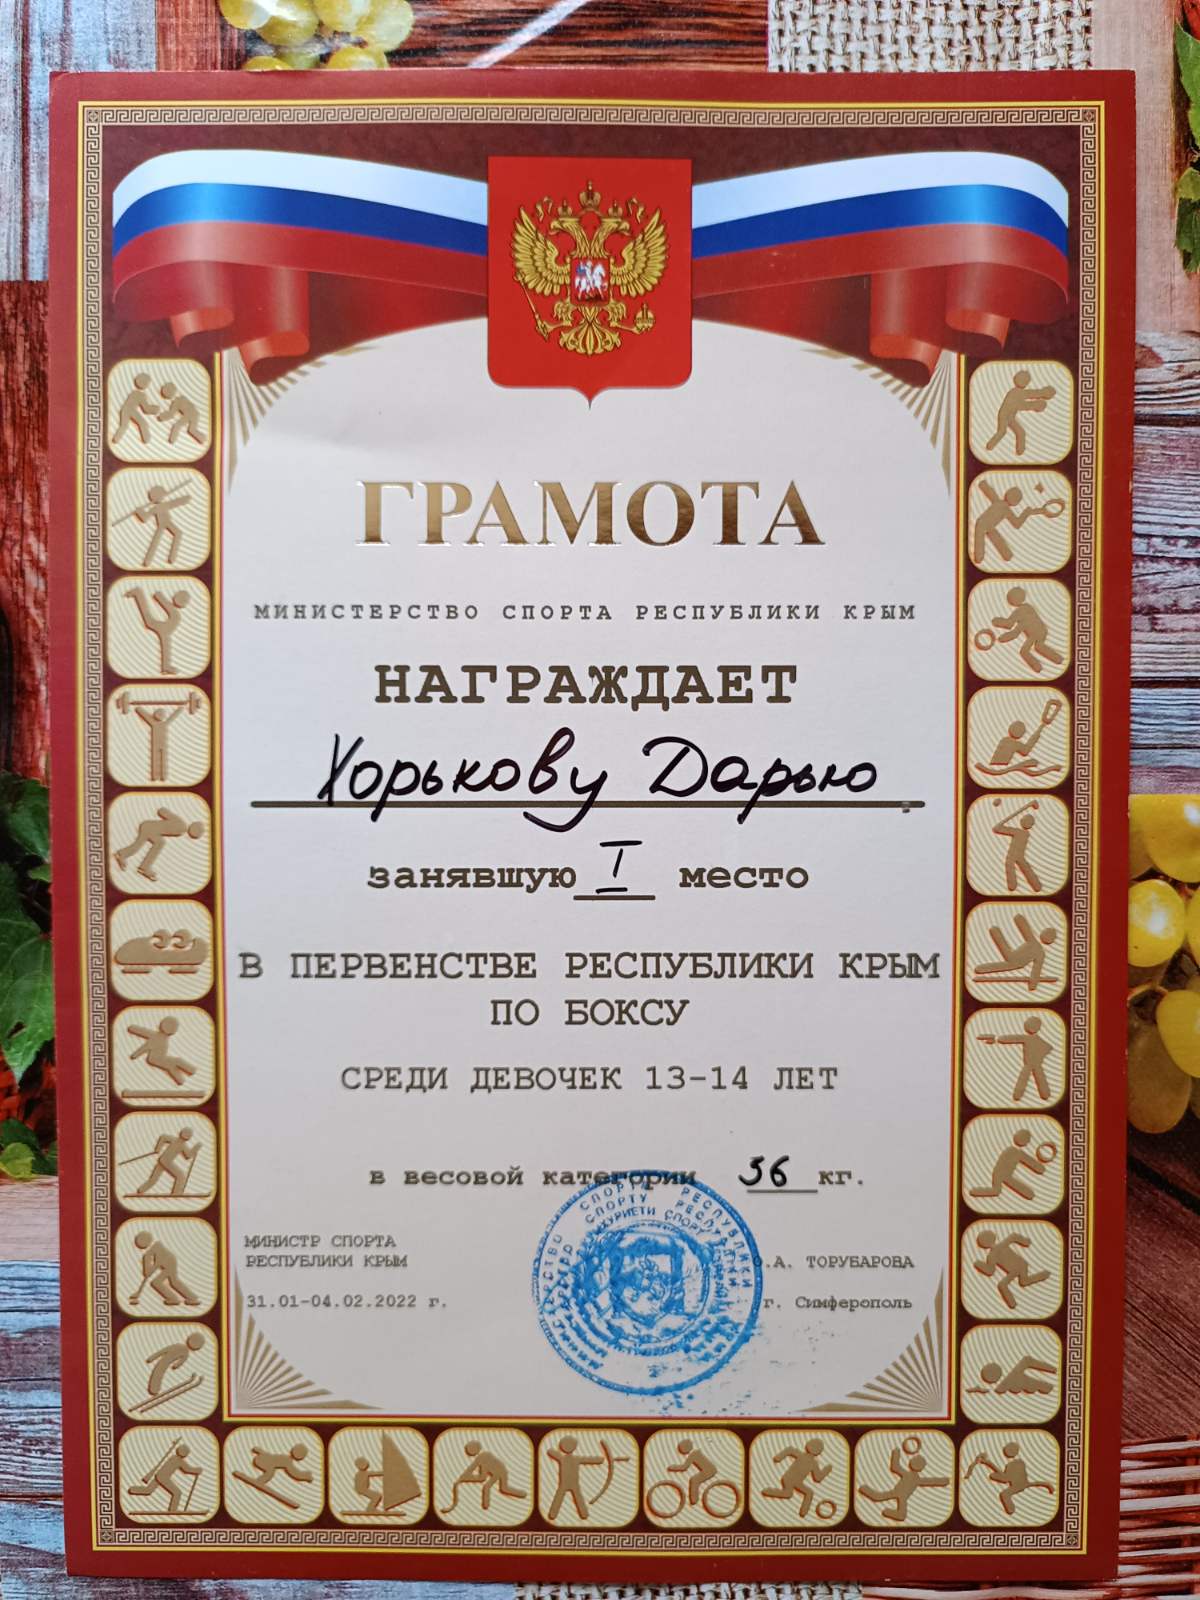 ГРАМОТА
МИНИСТЕРСТВО СПОРТА РЕСПУБЛИКИ КРЫМ
НАГРАЖДАЕТ
Хорькову Дарью
занявшую I место
В ПЕРВЕНСТВЕ РЕСПУБЛИКИ КРЫМ
ПО БОКСУ
СРЕДИ ДЕВОЧЕК 13-14 ЛЕТ
в весовой категории 36 кг.
МИНИСТР СПОРТА
РЕСПУБЛИКИ КРЫМ
О.А. ТОРУБАРОВА
31.01-04.02.2022 г.
г. Симферополь